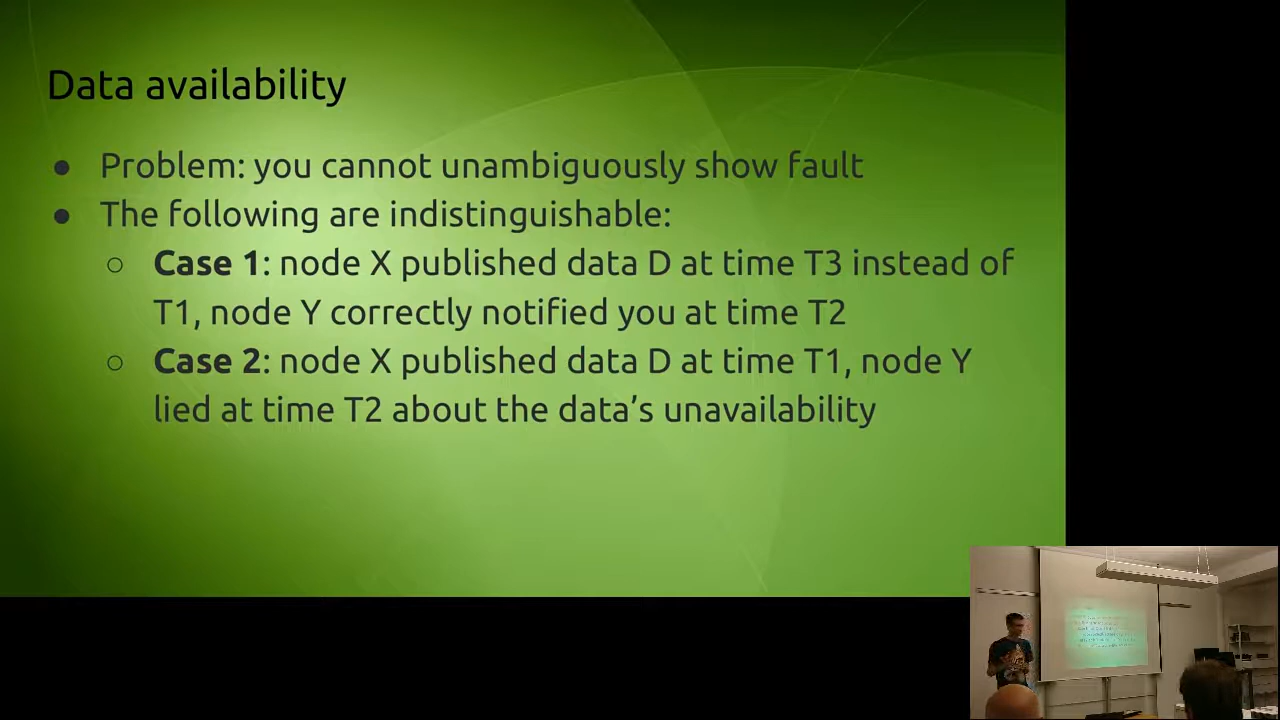 Data availability
● Problem: you cannot unambiguously show fault
● The following are indistinguishable:
○ Case 1: node X published data D at time T3 instead of
T1, node Y correctly notified you at time T2
○ Case 2: node X published data D at time T1, node Y
lied at time T2 about the data’s unavailability